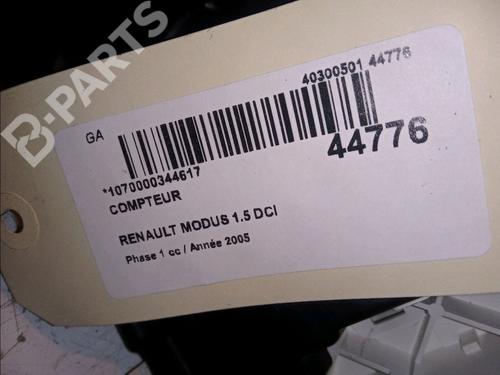 B-PARTS
GA
40300501 44776
44776
*1070000344617
COMPTEUR
RENAULT MODUS 1.5 DCI
Phase 1 cc / Année 2005